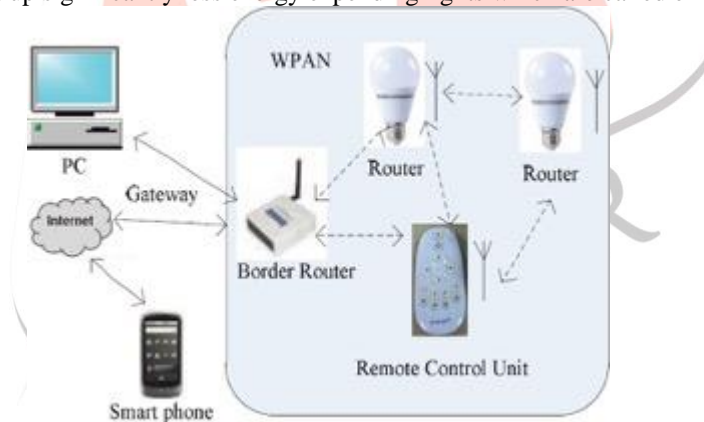 WPAN
PC
Router
Router
Gateway
Internet
Border Router
Remote Control Unit
Smart phone